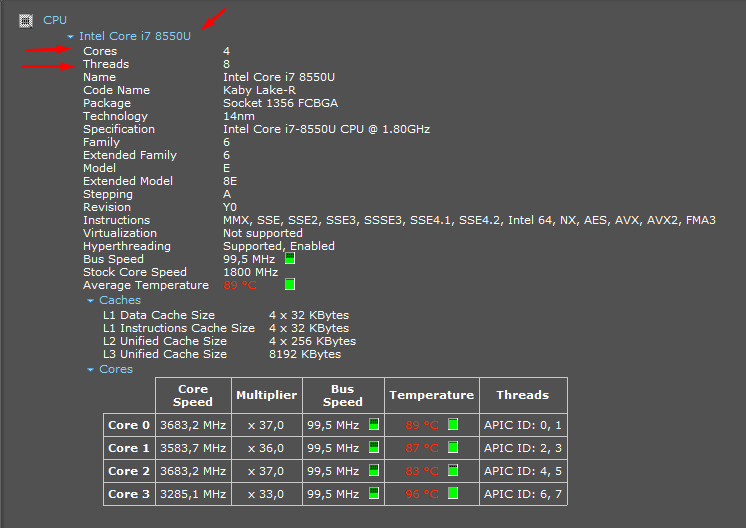 CPU
Intel Core i7 8550U
Cores 4
Threads 8
Name Intel Core i7 8550U
Code Name Kaby Lake-R
Package Socket 1356 FCBGA
Technology 14nm
Specification Intel Core i7-8550U CPU @ 1.80GHz
Family 6
Extended Family 6
Model E
Extended Model 8E
Stepping A
Revision Y0
Instructions MMX, SSE, SSE2, SSE3, SSSE3, SSE4.1, SSE4.2, Intel 64, NX, AES, AVX, AVX2, FMA3
Virtualization Not supported
Hyperthreading Supported, Enabled
Bus Speed 99,5 MHz
Stock Core Speed 1800 MHz
Average Temperature 89 °C
Caches
L1 Data Cache Size 4 x 32 KBytes
L1 Instructions Cache Size 4 x 32 KBytes
L2 Unified Cache Size 4 x 256 KBytes
L3 Unified Cache Size 8192 KBytes
Cores
Core Speed Multiplier Bus Speed Temperature Threads
Core 0 3683,2 MHz x 37,0 99,5 MHz 89 °C APIC ID: 0, 1
Core 1 3583,7 MHz x 36,0 99,5 MHz 87 °C APIC ID: 2, 3
Core 2 3683,2 MHz x 37,0 99,5 MHz 83 °C APIC ID: 4, 5
Core 3 3285,1 MHz x 33,0 99,5 MHz 96 °C APIC ID: 6, 7